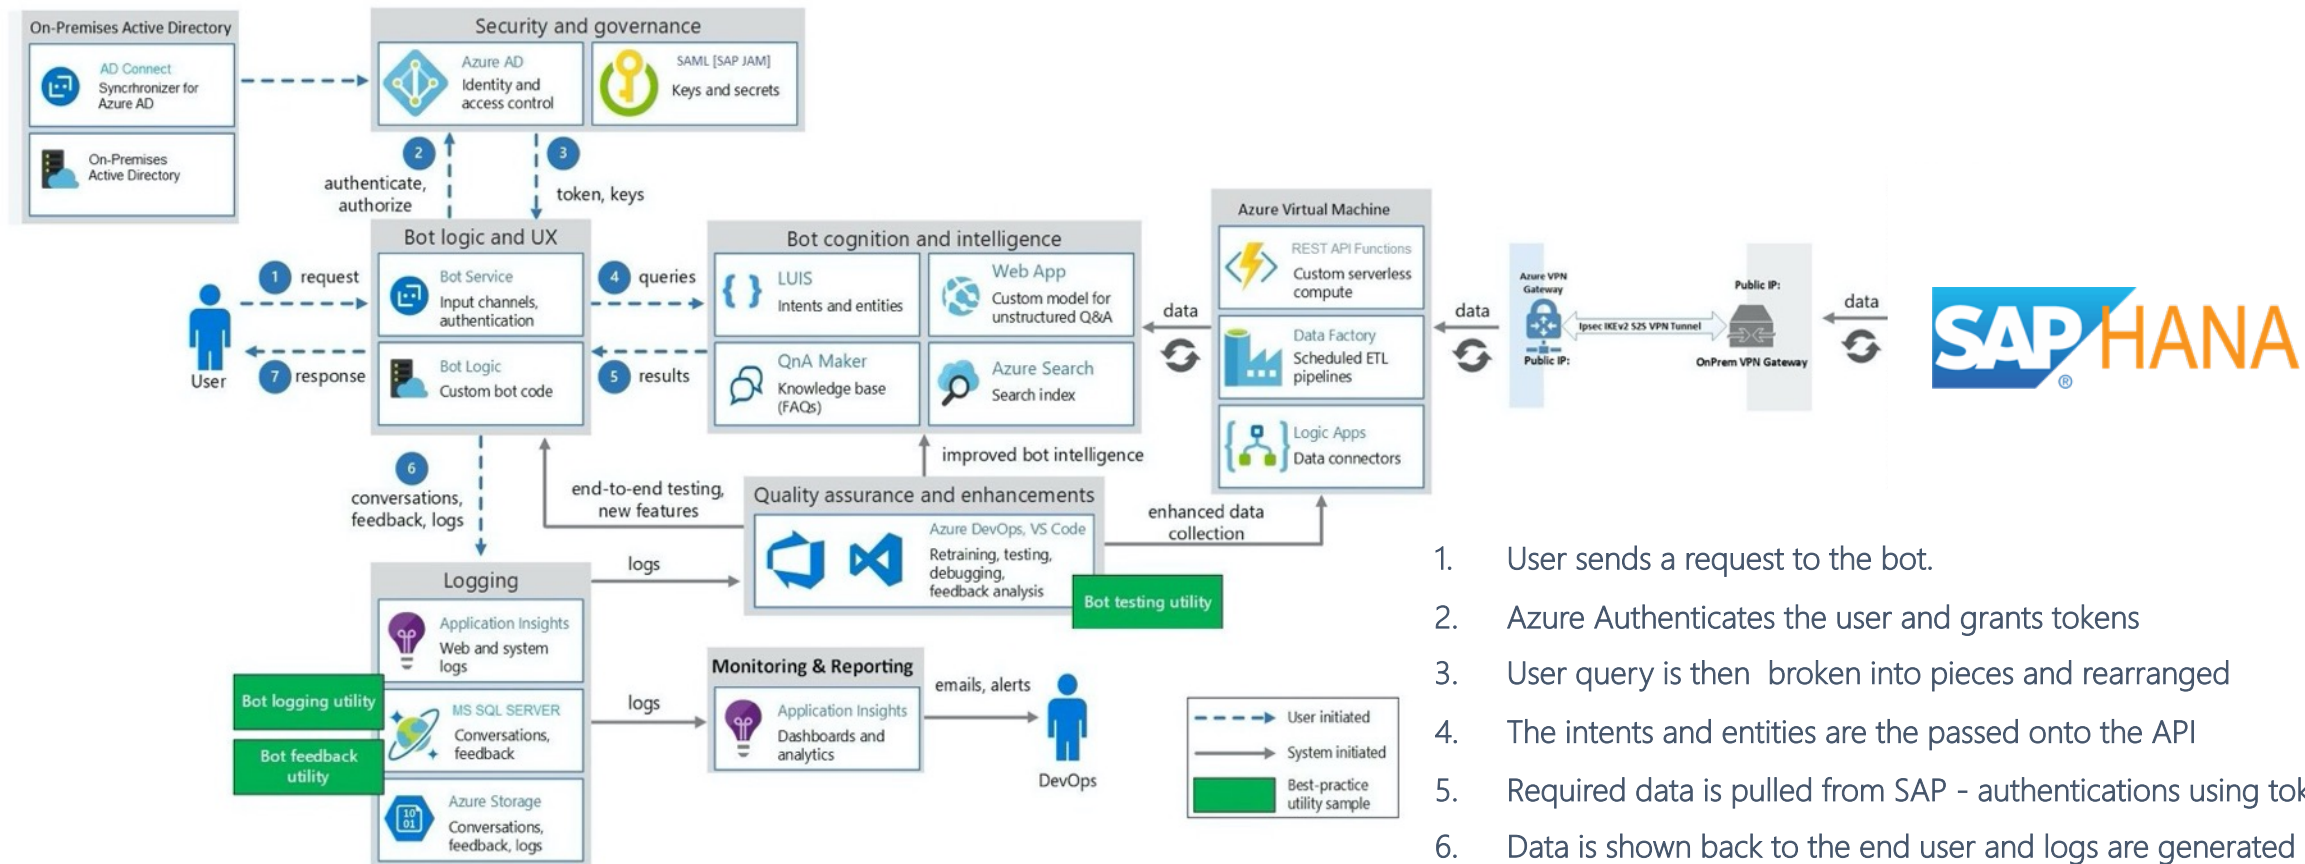 On-Premises Active Directory
AD Connect
Syncrhronizer for
Azure AD
On-Premises
Active Directory
Security and governance
Azure AD
Identity and
access control
SAML [SAP JAM]
Keys and secrets
2
authenticate,
authorize
3
token, keys
User
1
request
7
response
Bot logic and UX
Bot Service
Input channels,
authentication
Bot Logic
Custom bot code
4
queries
5
results
Bot cognition and intelligence
LUIS
Intents and entities
Web App
Custom model for
unstructured Q&A
QnA Maker
Knowledge base
(FAQs)
Azure Search
Search index
data
Azure Virtual Machine
REST API Functions
Custom serverless
compute
Data Factory
Scheduled ETL
pipelines
Logic Apps
Data connectors
data
Azure VPN
Gateway
Public IP:
Ipsec IKEv2 S2S VPN Tunnel
Public IP:
OnPrem VPN Gateway
data
SAP HANA
®
6
conversations,
feedback, logs
end-to-end testing,
new features
improved bot intelligence
Quality assurance and enhancements
Azure DevOps, VS Code
Retraining, testing,
debugging,
feedback analysis
Bot testing utility
enhanced data
collection
Logging
Application Insights
Web and system
logs
MS SQL SERVER
Conversations,
feedback
Azure Storage
Conversations,
feedback, logs
10
01
Bot logging utility
Bot feedback
utility
logs
logs
Monitoring & Reporting
Application Insights
Dashboards and
analytics
emails, alerts
DevOps
User initiated
System initiated
Best-practice
utility sample
1. User sends a request to the bot.
2. Azure Authenticates the user and grants tokens
3. User query is then broken into pieces and rearranged
4. The intents and entities are the passed onto the API
5. Required data is pulled from SAP - authentications using tok
6. Data is shown back to the end user and logs are generated